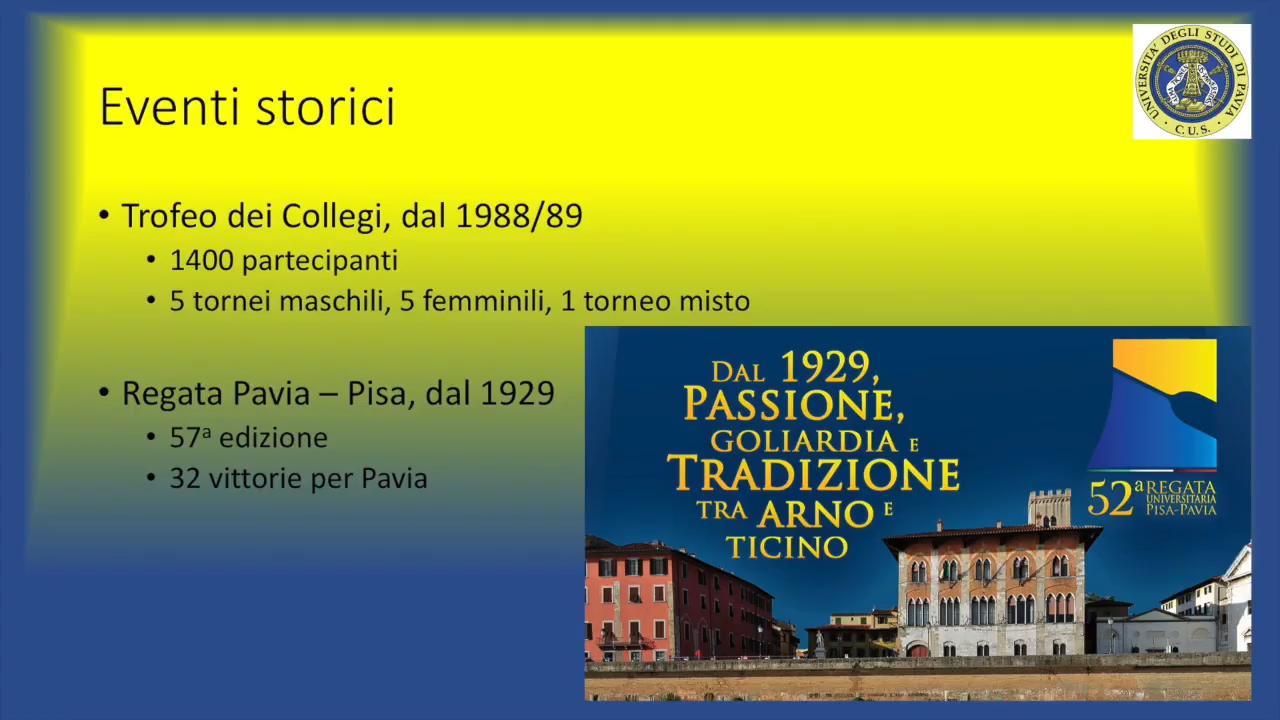 Eventi storici
UNIVERSITA' DEGLI STUDI DI PAVIA
· C.U.S. ·
• Trofeo dei Collegi, dal 1988/89
• 1400 partecipanti
• 5 tornei maschili, 5 femminili, 1 torneo misto
• Regata Pavia – Pisa, dal 1929
• 57ª edizione
• 32 vittorie per Pavia
DAL 1929,
PASSIONE,
GOLIARDIA E
TRADIZIONE
TRA ARNO E
TICINO
52ª REGATA
UNIVERSITARIA
PISA-PAVIA